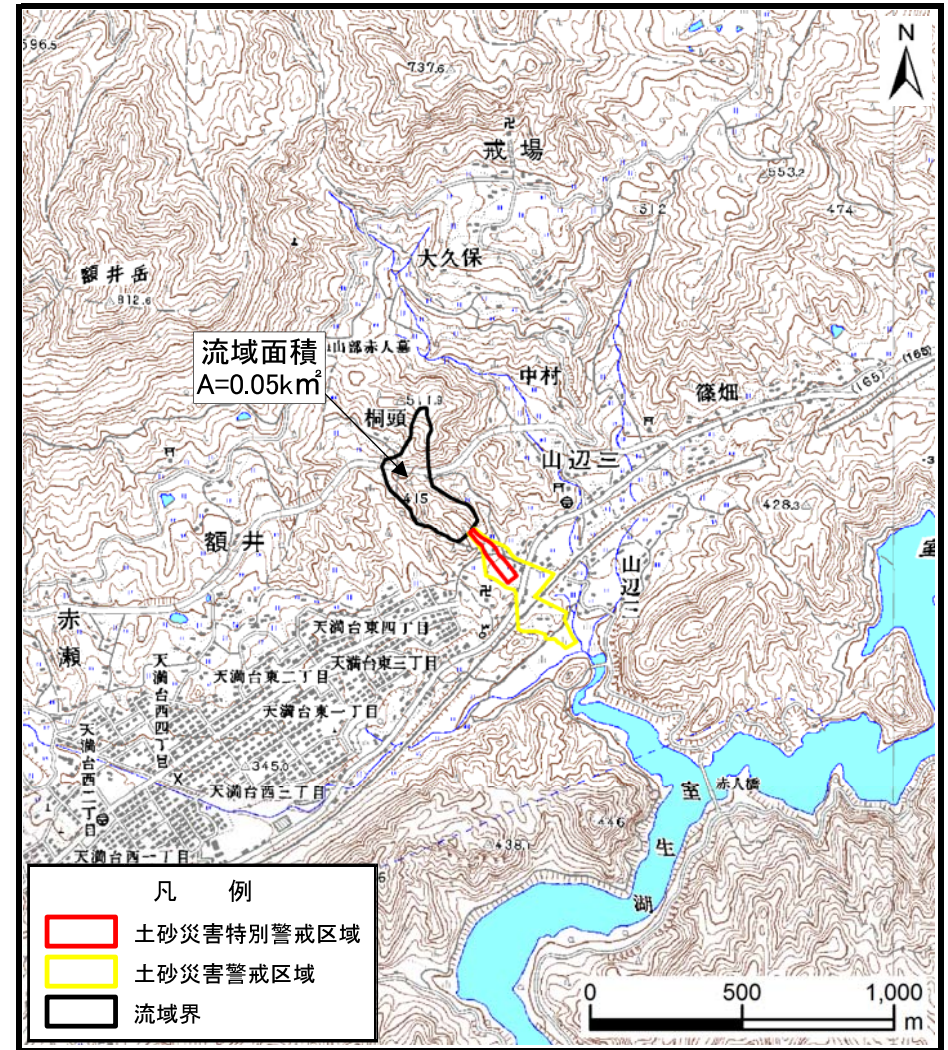 N
596.5
737.6
卍
戒場
553.2
512
474
大久保
額井岳
812.6
流域面積
A=0.05k㎡
山部赤人墓
中村
(165)
(165)
篠畑
511.9
桐頭
山辺三
415
428.3
額井
山辺三
室
赤瀬
卍
天満台東四丁目
天満台東三丁目
天満台東二丁目
天満台西四丁目
天満台東一丁目
天満台西二丁目
345.0
天満台西三丁目
赤人橋
室生湖
446
438.1
天満台西一丁目
凡例
土砂災害特別警戒区域
土砂災害警戒区域
流域界
0 500 1,000
m